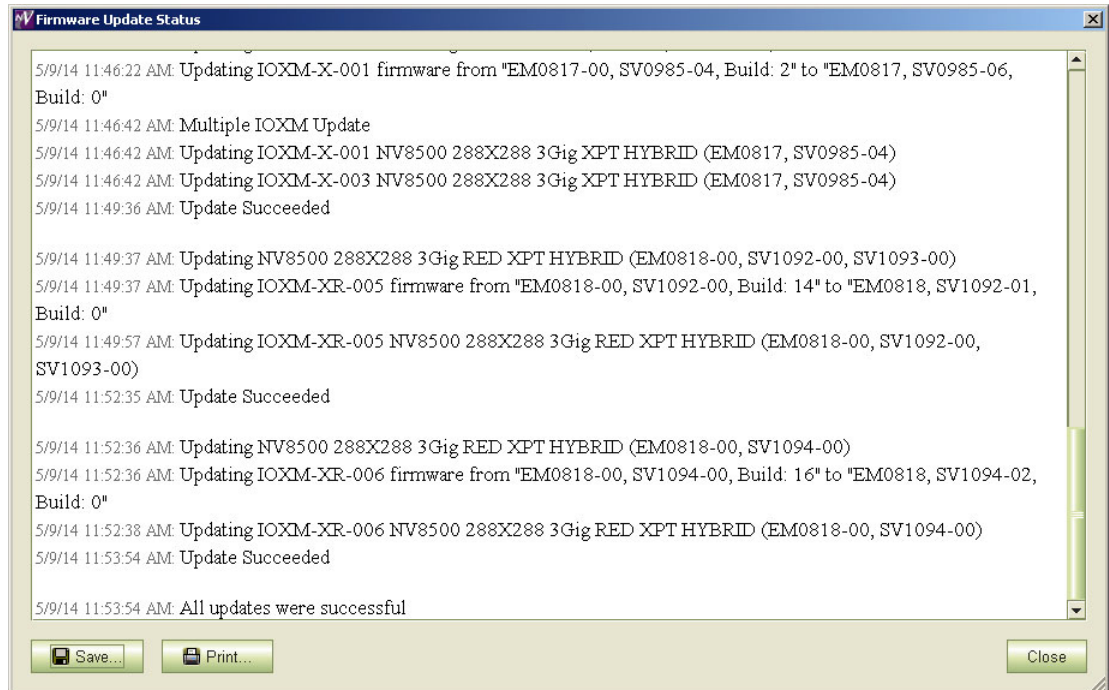 Firmware Update Status
5/9/14 11:46:22 AM: Updating IOXM-X-001 firmware from "EM0817-00, SV0985-04, Build: 2" to "EM0817, SV0985-06,
Build: 0"
5/9/14 11:46:42 AM: Multiple IOXM Update
5/9/14 11:46:42 AM: Updating IOXM-X-001 NV8500 288X288 3Gig XPT HYBRID (EM0817, SV0985-04)
5/9/14 11:46:42 AM: Updating IOXM-X-003 NV8500 288X288 3Gig XPT HYBRID (EM0817, SV0985-04)
5/9/14 11:49:36 AM: Update Succeeded
5/9/14 11:49:37 AM: Updating NV8500 288X288 3Gig RED XPT HYBRID (EM0818-00, SV1092-00, SV1093-00)
5/9/14 11:49:37 AM: Updating IOXM-XR-005 firmware from "EM0818-00, SV1092-00, Build: 14" to "EM0818, SV1092-01,
Build: 0"
5/9/14 11:49:57 AM: Updating IOXM-XR-005 NV8500 288X288 3Gig RED XPT HYBRID (EM0818-00, SV1092-00,
SV1093-00)
5/9/14 11:52:35 AM: Update Succeeded
5/9/14 11:52:36 AM: Updating NV8500 288X288 3Gig RED XPT HYBRID (EM0818-00, SV1094-00)
5/9/14 11:52:36 AM: Updating IOXM-XR-006 firmware from "EM0818-00, SV1094-00, Build: 16" to "EM0818, SV1094-02,
Build: 0"
5/9/14 11:52:38 AM: Updating IOXM-XR-006 NV8500 288X288 3Gig RED XPT HYBRID (EM0818-00, SV1094-00)
5/9/14 11:53:54 AM: Update Succeeded
5/9/14 11:53:54 AM: All updates were successful
Save... Print... Close